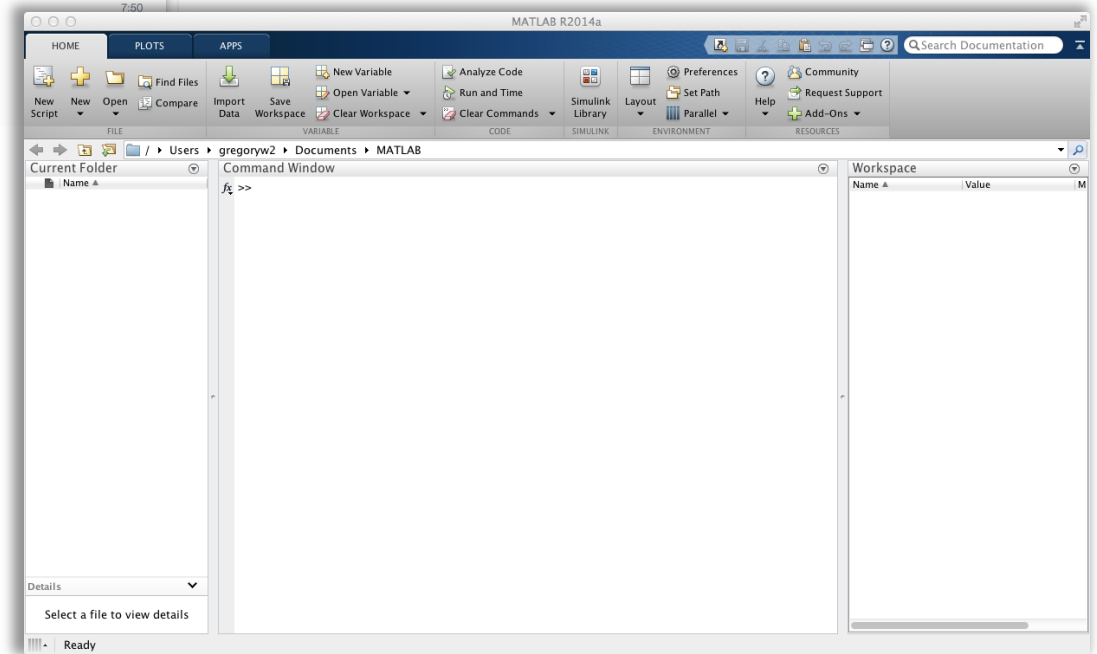 7:50
MATLAB R2014a
HOME PLOTS APPS
Search Documentation
New Script
New
Open
Find Files
Compare
Import Data
Save Workspace
New Variable
Open Variable
Clear Workspace
Analyze Code
Run and Time
Clear Commands
Simulink Library
Layout
Preferences
Set Path
Parallel
Help
Community
Request Support
Add-Ons
FILE VARIABLE CODE SIMULINK ENVIRONMENT RESOURCES
/ Users gregoryw2 Documents MATLAB
Current Folder
Name
Command Window
fx >>
Workspace
Name Value M
Details
Select a file to view details
Ready